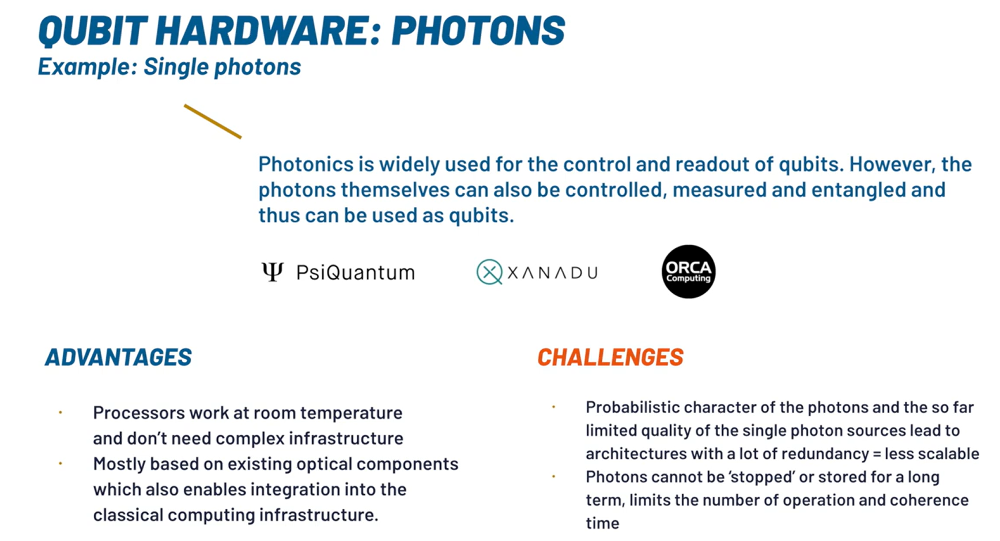 QUBIT HARDWARE: PHOTONS
Example: Single photons
Photonics is widely used for the control and readout of qubits. However, the
photons themselves can also be controlled, measured and entangled and
thus can be used as qubits.
Ψ PsiQuantum
XANADU
ORCA
Computing
ADVANTAGES
· Processors work at room temperature
and don't need complex infrastructure
· Mostly based on existing optical components
which also enables integration into the
classical computing infrastructure.
CHALLENGES
· Probabilistic character of the photons and the so far
limited quality of the single photon sources lead to
architectures with a lot of redundancy = less scalable
· Photons cannot be ‘stopped’ or stored for a long
term, limits the number of operation and coherence
time